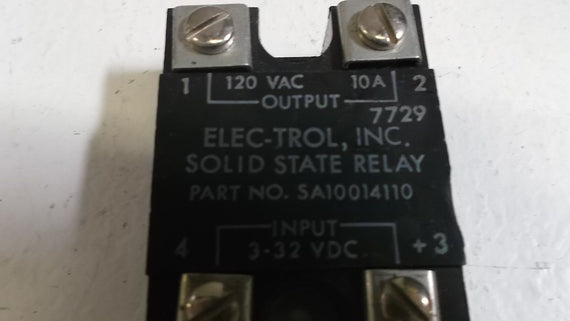 1 120 VAC 10A 2
OUTPUT
7729
ELEC-TROL, INC.
SOLID STATE RELAY
PART NO. SA10014110
INPUT
4 3-32 VDC +3